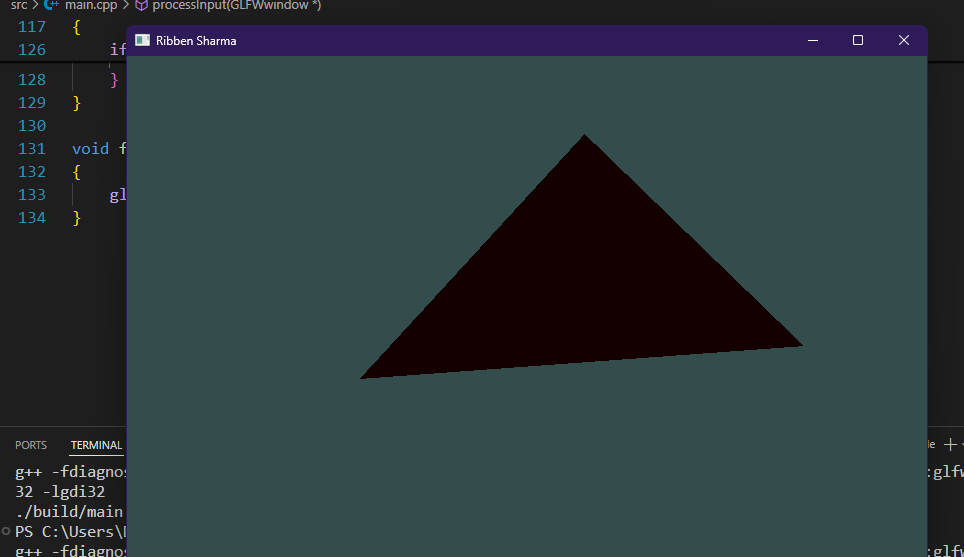 src > main.cpp > processInput(GLFWwindow *)
117 {
126 if
Ribben Sharma
128 }
129 }
130
131 void f
132 {
133 gl
134 }
PORTS TERMINAL
g++ -fdiagnos :glfw
32 -lgdi32
./build/main
PS C:\Users\
g++ -fdiagnos :glfw